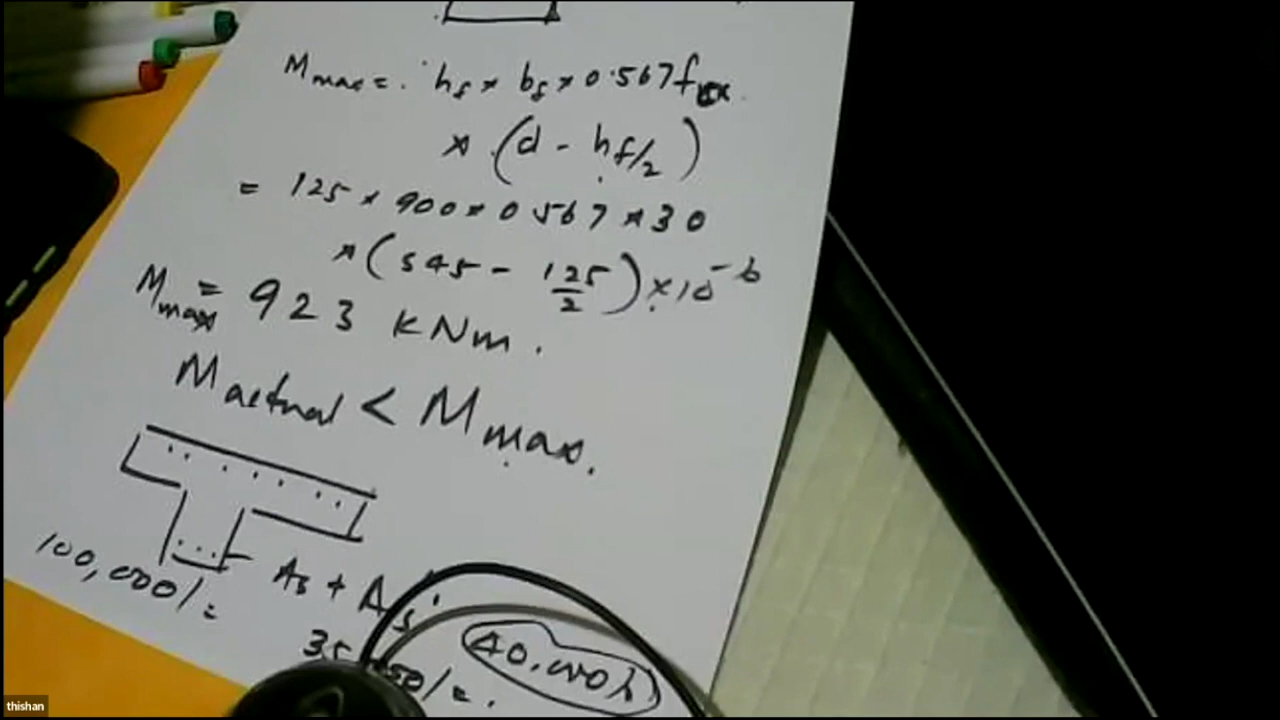 Mmax = hf × bf × 0.567 fck
× (d - hf/2)
= 125 × 900 × 0.567 × 30
× (545 - 125/2) × 10^-6
Mmax = 923 kNm.
Mactual < Mmax.
As + As'
100,000/=
40,000/=
thishan